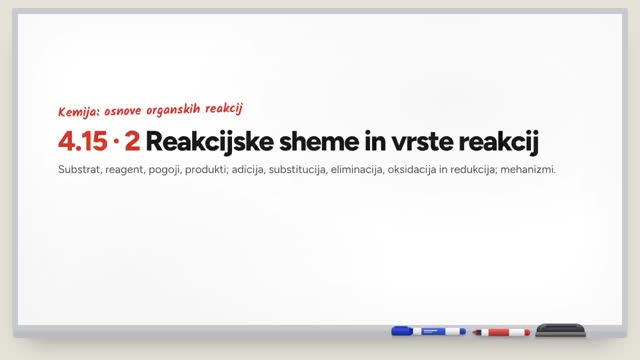 Kemija: osnove organskih reakcij
4.15 · 2 Reakcijske sheme in vrste reakcij
Substrat, reagent, pogoji, produkti; adicija, substitucija, eliminacija, oksidacija in redukcija; mehanizmi.